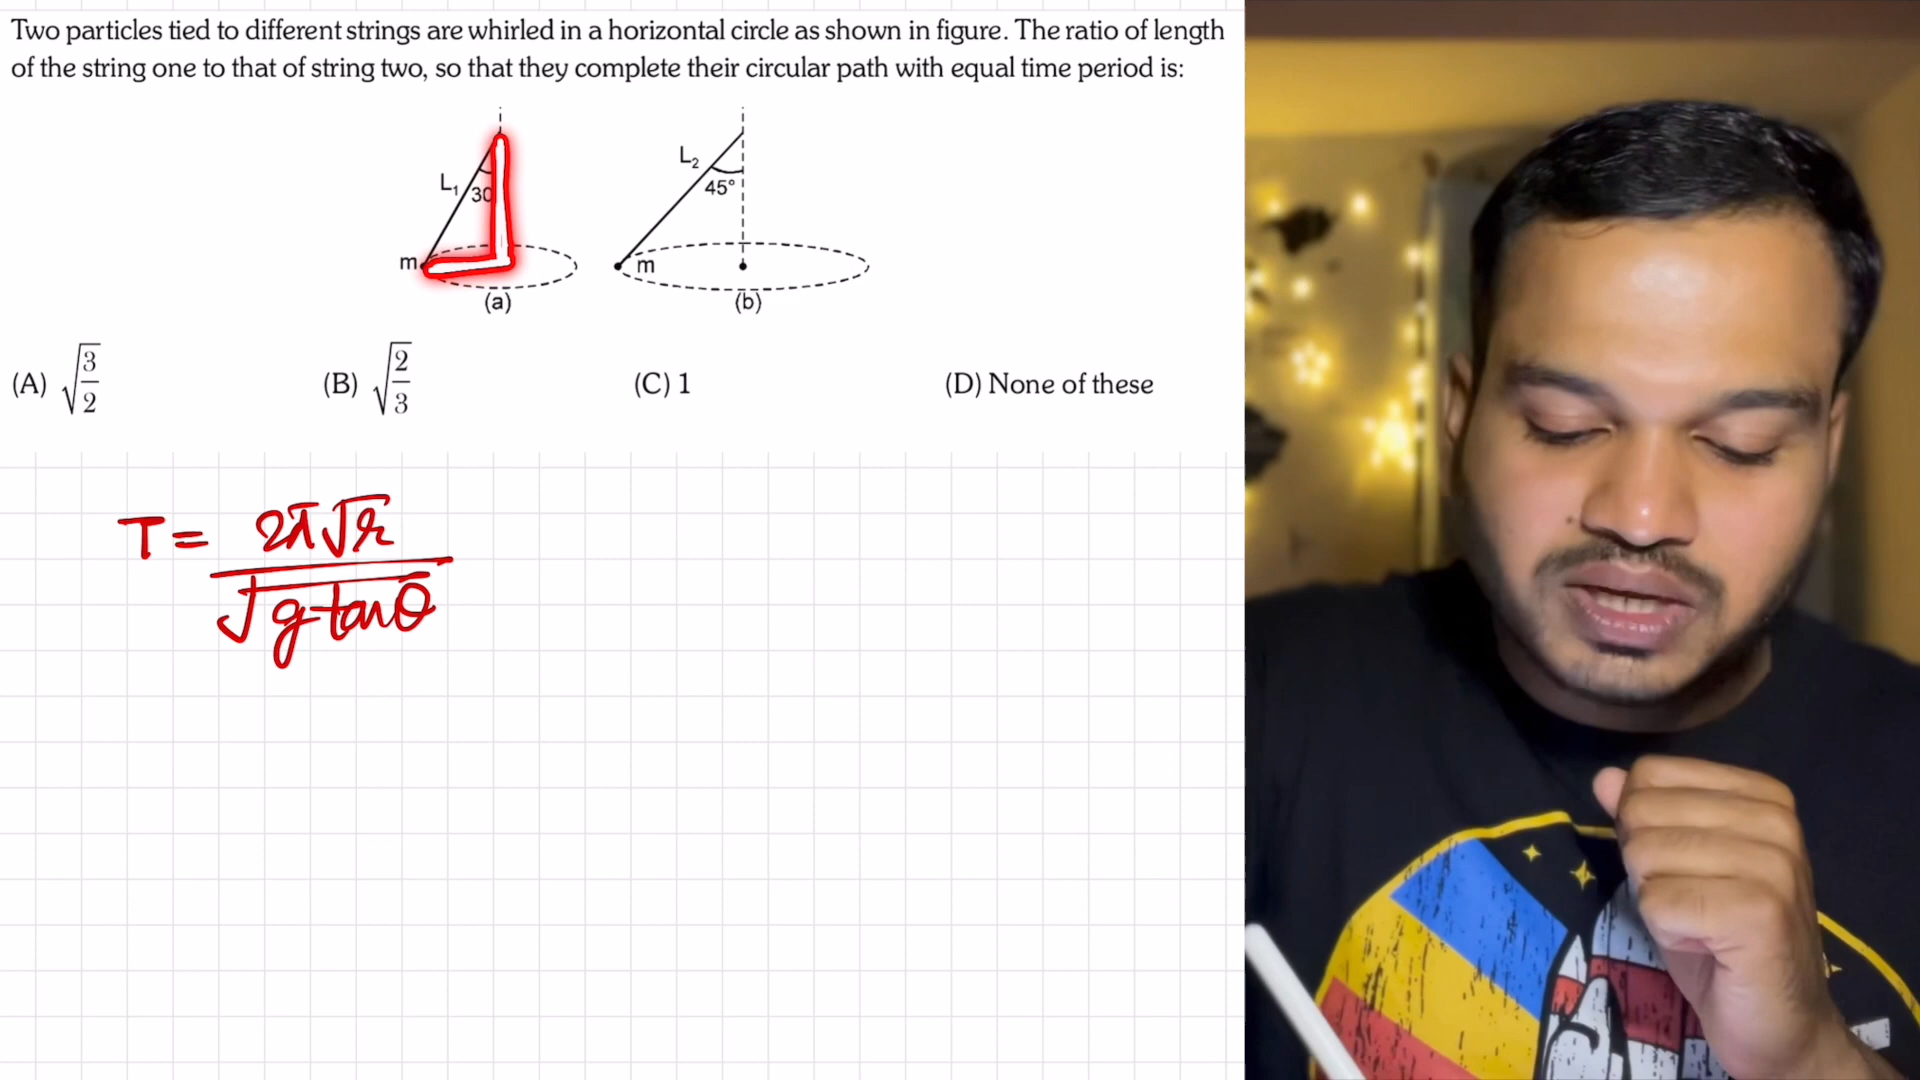 Two particles tied to different strings are whirled in a horizontal circle as shown in figure. The ratio of length
of the string one to that of string two, so that they complete their circular path with equal time period is:
L₁ 30
m
(a)
L₂
45°
m
(b)
(A) √(3/2) (B) √(2/3) (C) 1 (D) None of these
T = 2π√r / √(g tanθ)